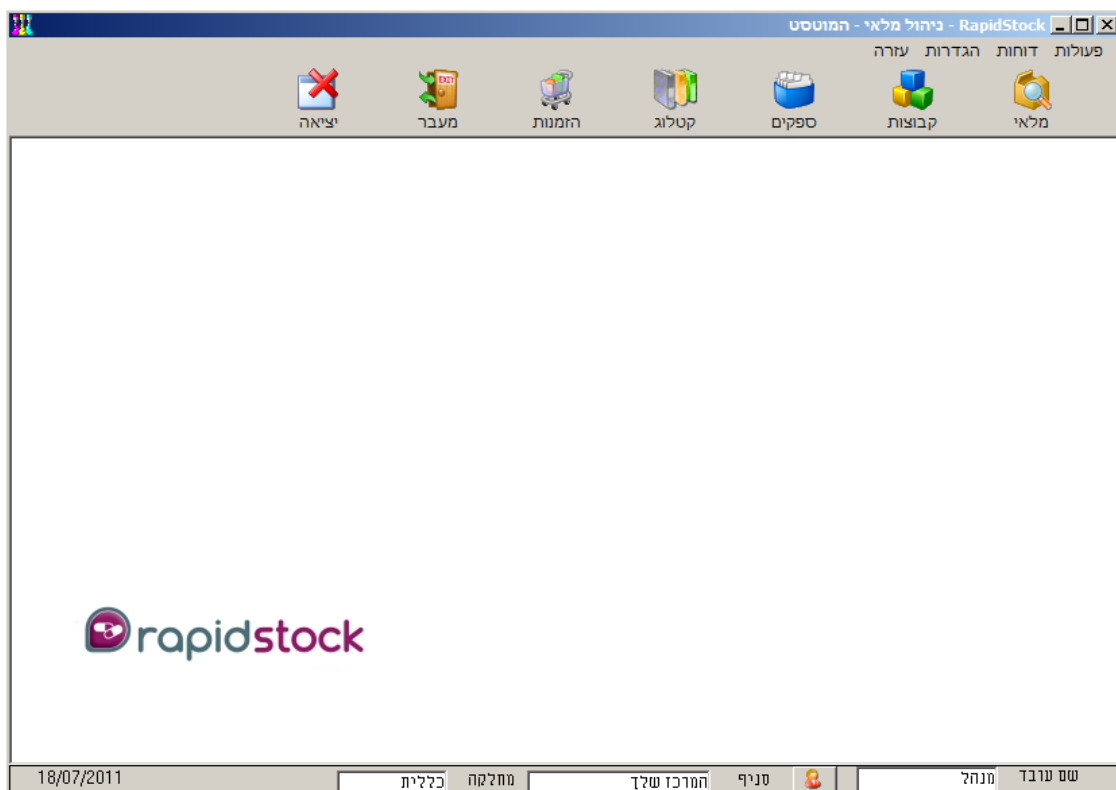 RapidStock - ניהול מלאי - המוטסט
פעולות דוחות הגדרות עזרה
מלאי קבוצות ספקים קטלוג הזמנות מעבר יציאה
EXIT
rapidstock
שם עובד מנהל סניף המרכז שלך מחלקה כללית 18/07/2011